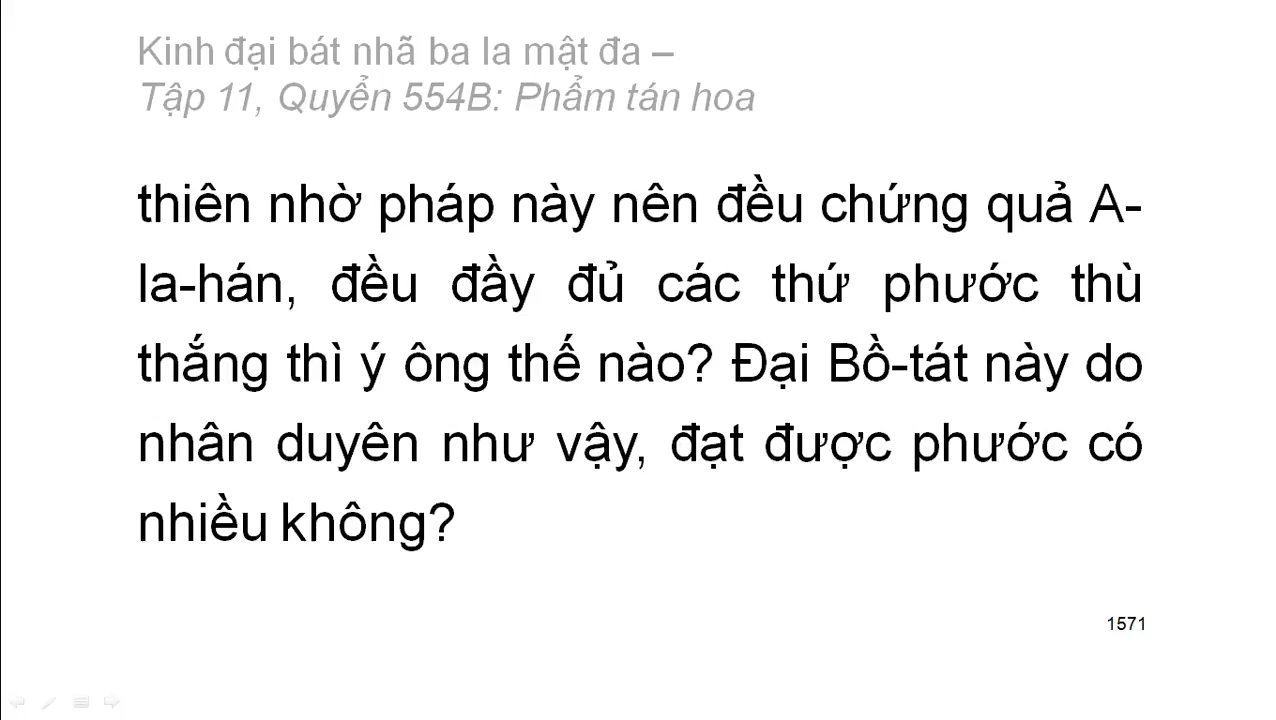 Kinh đại bát nhã ba la mật đa –
Tập 11, Quyển 554B: Phẩm tán hoa
thiên nhờ pháp này nên đều chứng quả A-
la-hán, đều đầy đủ các thứ phước thù
thắng thì ý ông thế nào? Đại Bồ-tát này do
nhân duyên như vậy, đạt được phước có
nhiều không?
1571